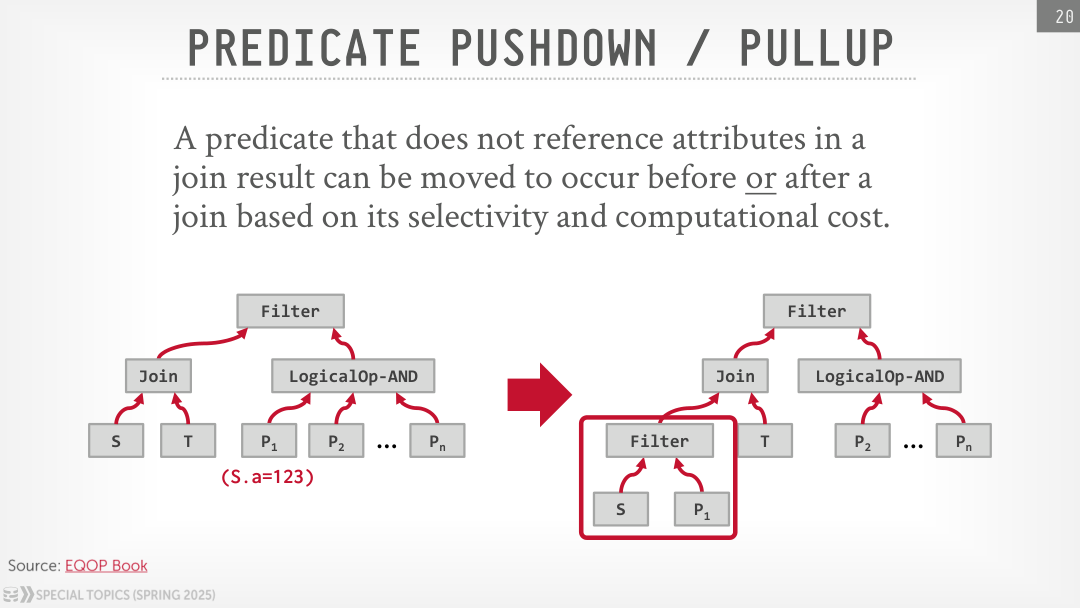 20
PREDICATE PUSHDOWN / PULLUP
A predicate that does not reference attributes in a
join result can be moved to occur before or after a
join based on its selectivity and computational cost.
Filter
Join LogicalOp-AND
S T P1 P2 ... Pn
(S.a=123)
Filter
Join LogicalOp-AND
Filter T P2 ... Pn
S P1
Source: EQOP Book
SPECIAL TOPICS (SPRING 2025)